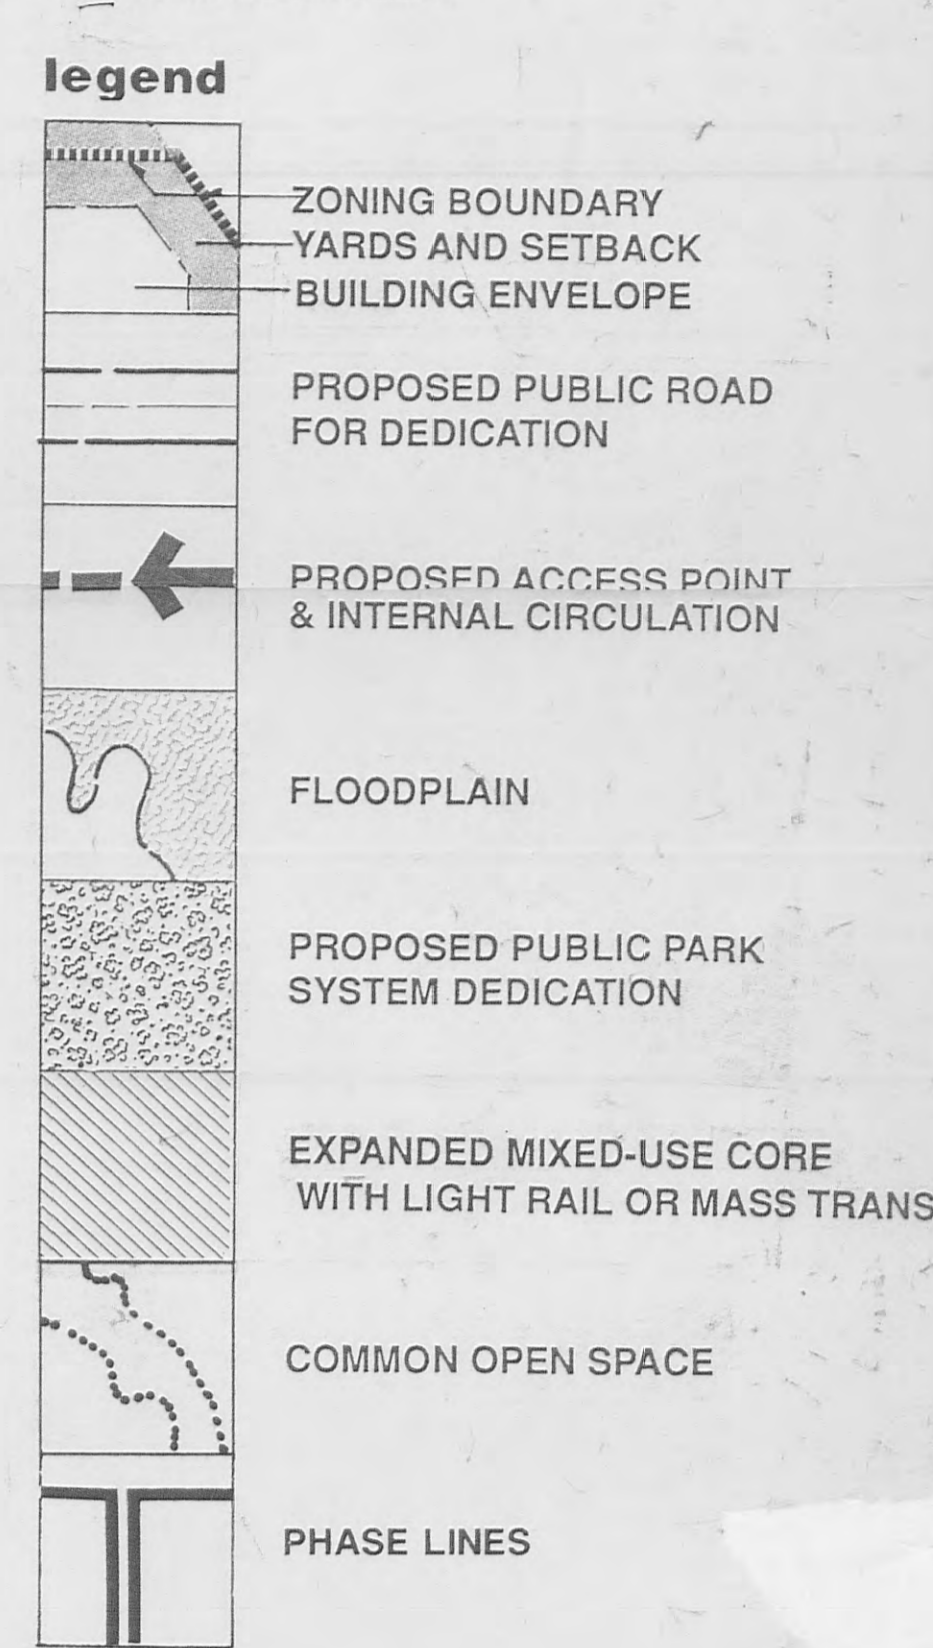 legend
ZONING BOUNDARY
YARDS AND SETBACK
BUILDING ENVELOPE
PROPOSED PUBLIC ROAD
FOR DEDICATION
PROPOSED ACCESS POINT
& INTERNAL CIRCULATION
FLOODPLAIN
PROPOSED PUBLIC PARK
SYSTEM DEDICATION
EXPANDED MIXED-USE CORE
WITH LIGHT RAIL OR MASS TRANS
COMMON OPEN SPACE
PHASE LINES